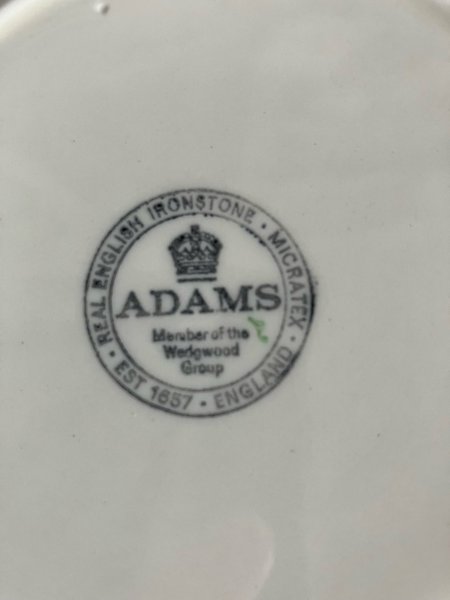 · REAL ENGLISH IRONSTONE · MICRATEX ·
ADAMS
Member of the
Wedgwood
Group
EST 1657 · ENGLAND